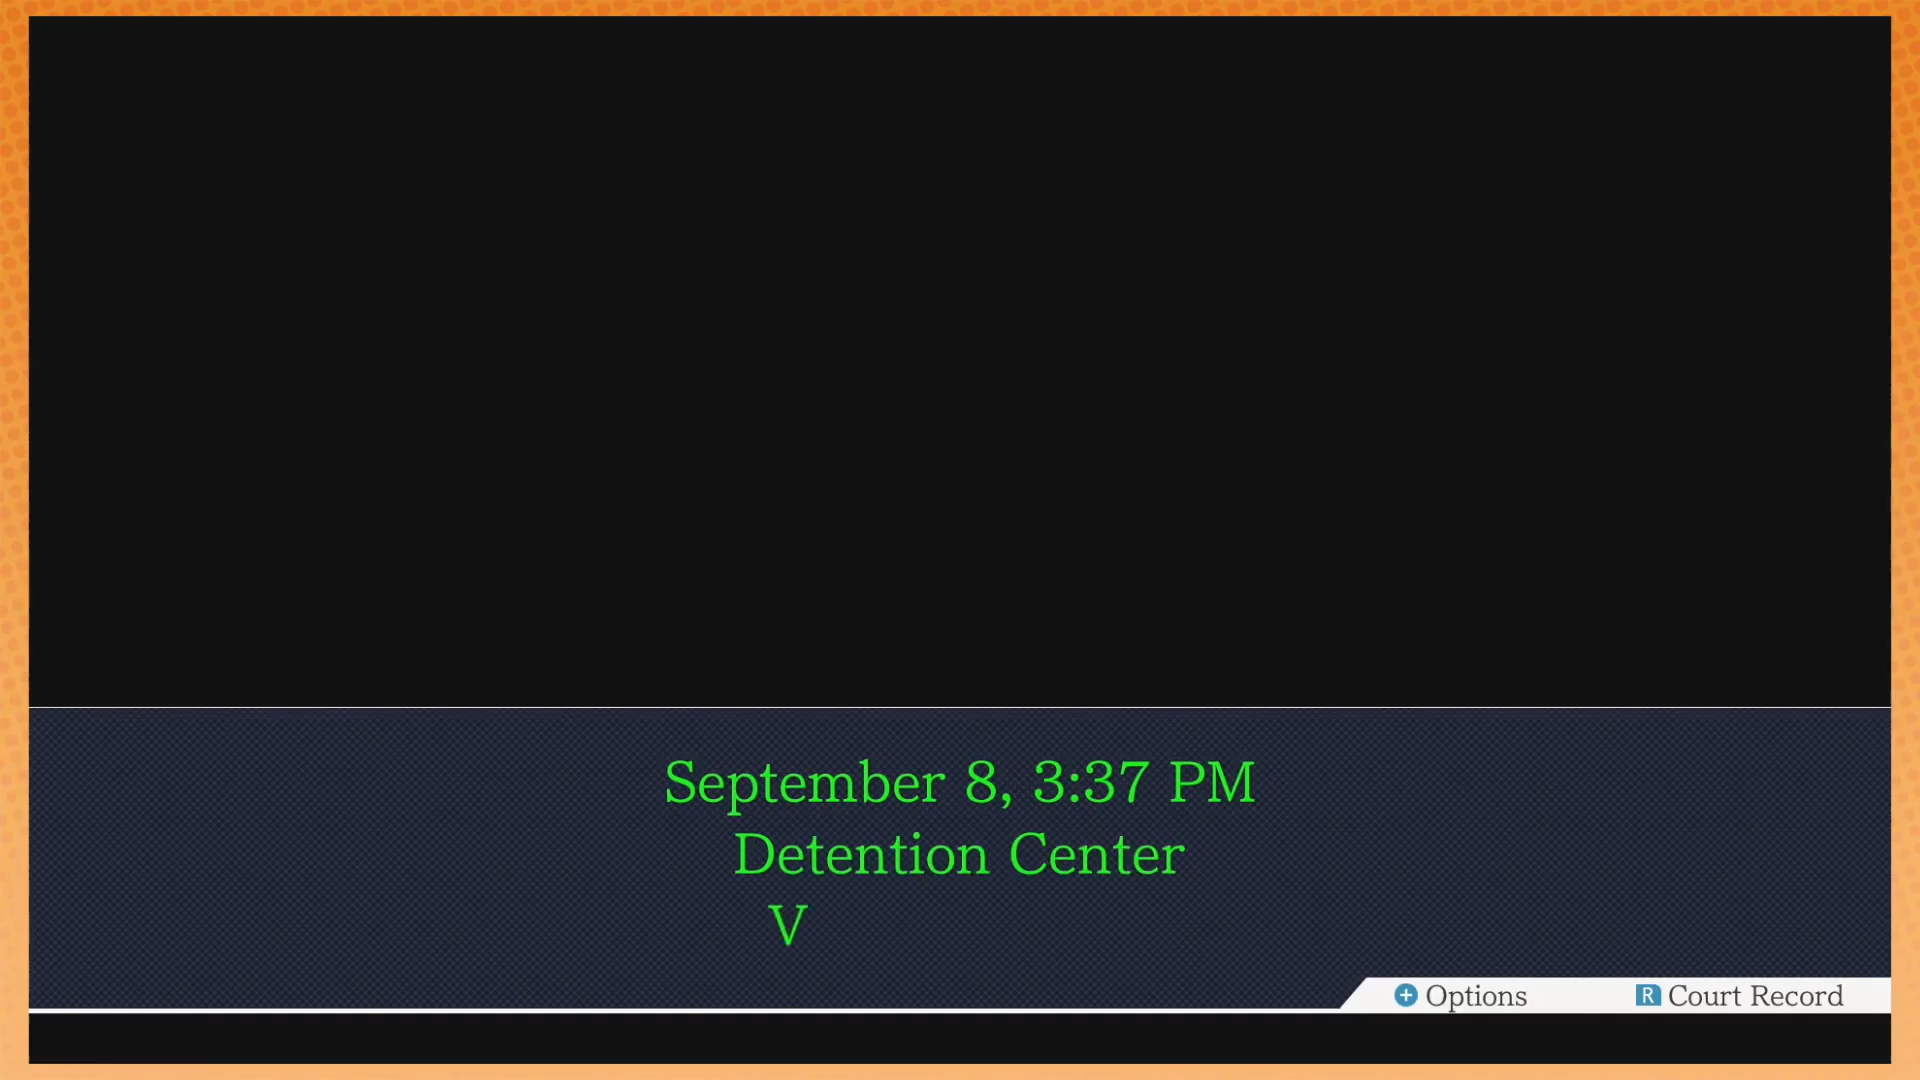 September 8, 3:37 PM
Detention Center
V
+ Options
R Court Record